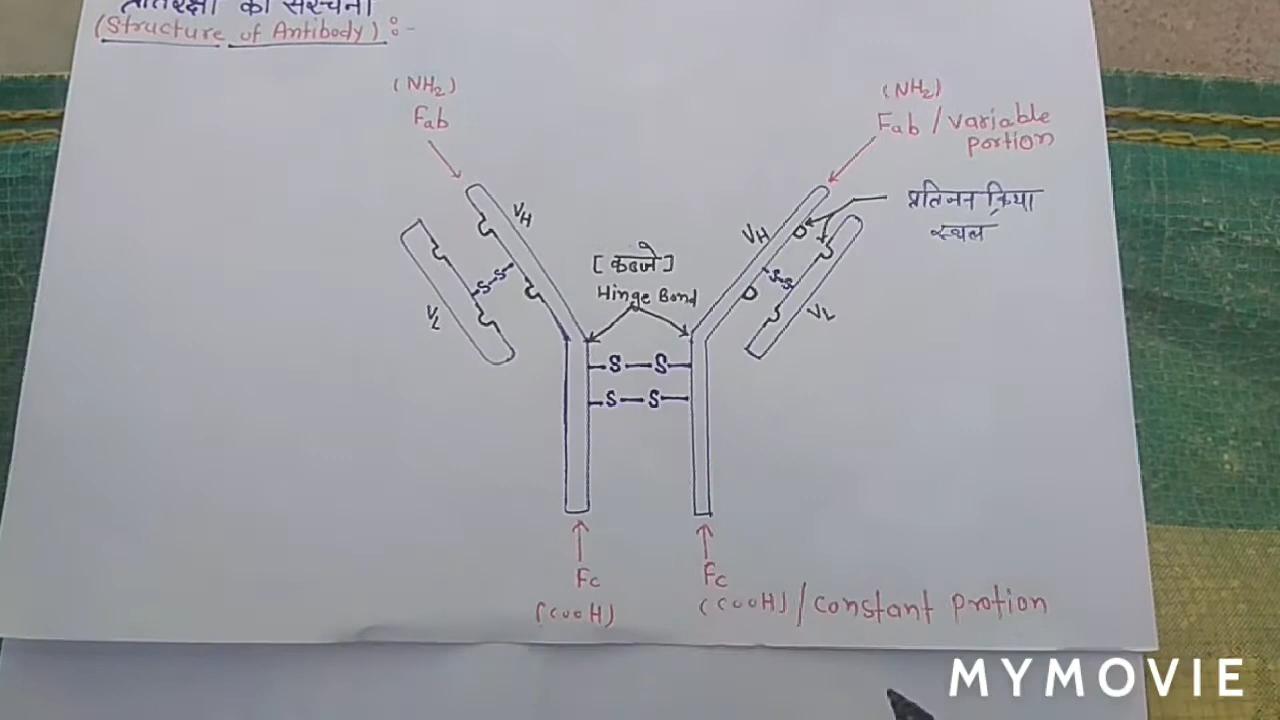 की संरचना
(Structure of Antibody) :-
(NH2)
Fab
(NH2)
Fab / variable
portion
VH
VH
प्रतिजन क्रिया
स्थल
[कब्जे]
Hinge Bond
S S
S S
VL
VL
S S
S S
Fc
(COOH)
Fc
(COOH) / constant protion
MYMOVIE